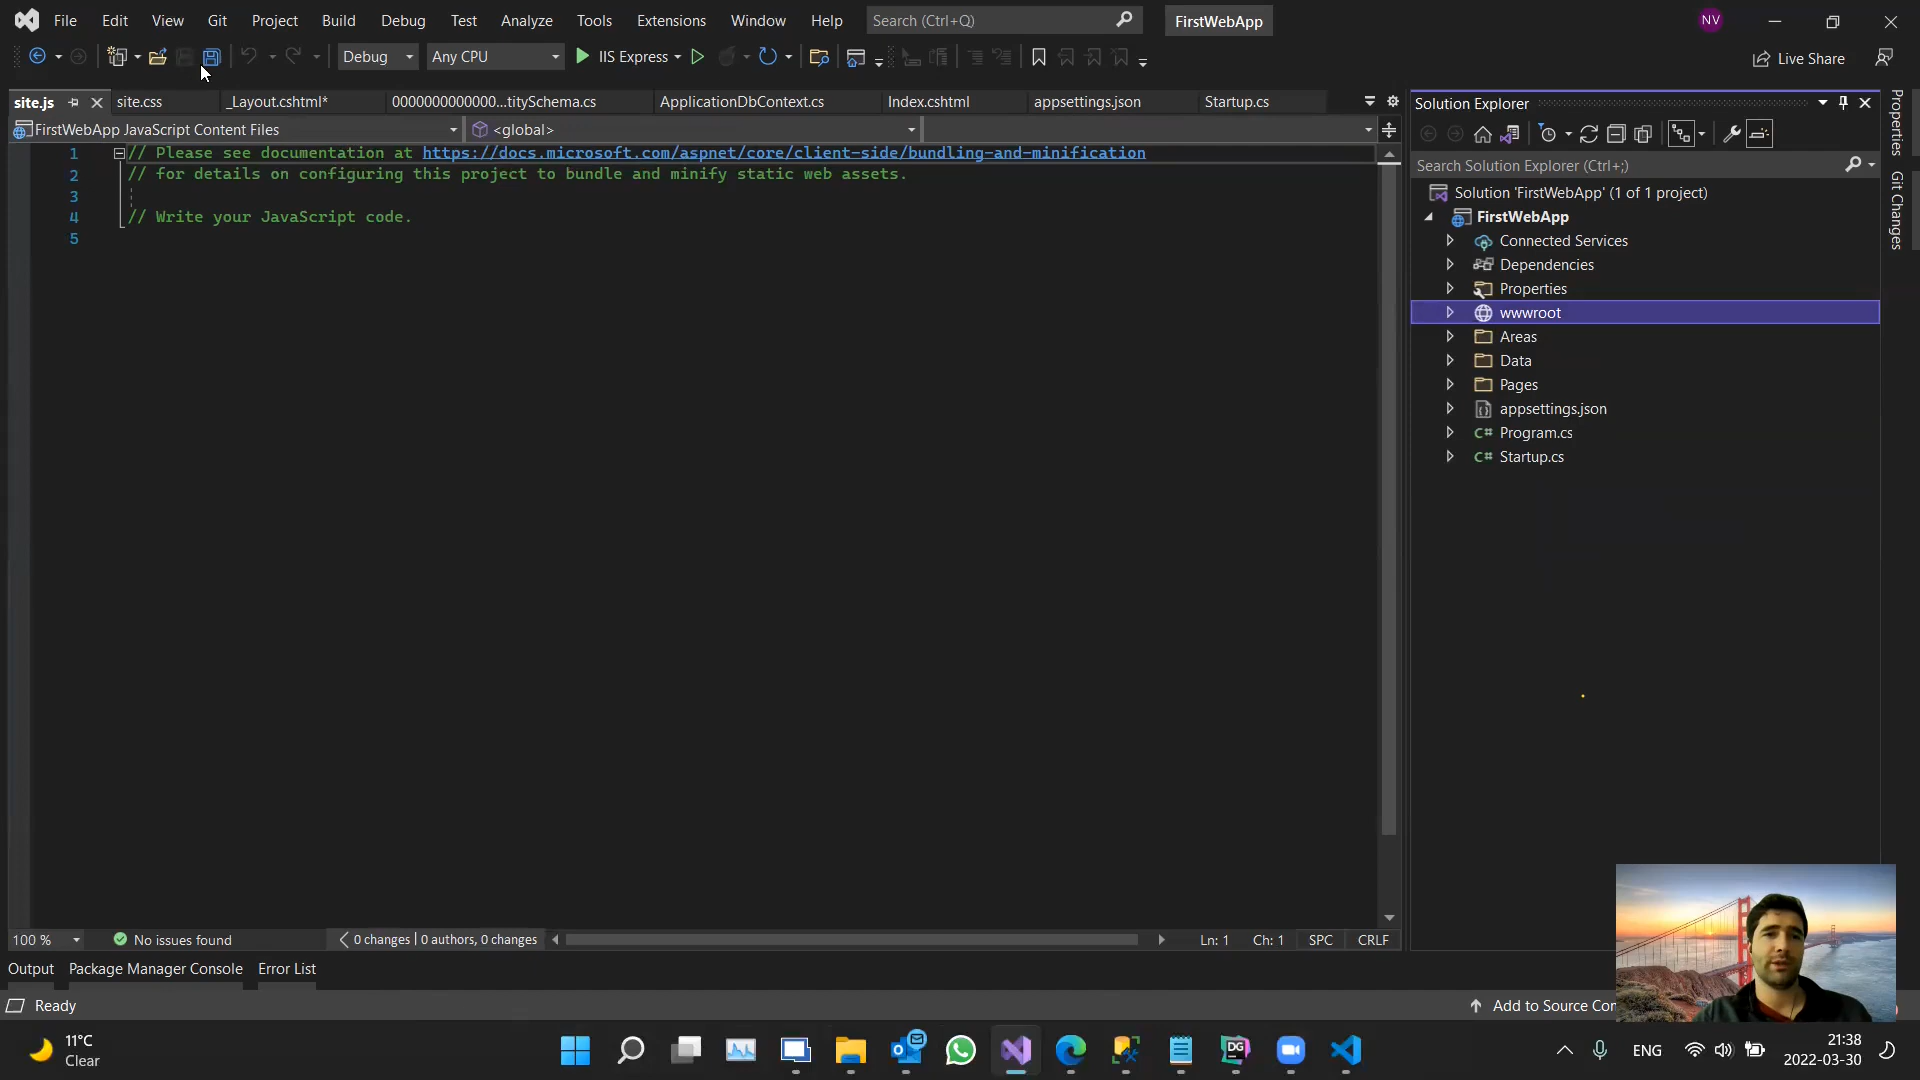 File Edit View Git Project Build Debug Test Analyze Tools Extensions Window Help Search (Ctrl+Q) FirstWebApp NV
Debug Any CPU IIS Express Live Share
site.js site.css _Layout.cshtml* 0000000000000...titySchema.cs ApplicationDbContext.cs Index.cshtml appsettings.json Startup.cs
FirstWebApp JavaScript Content Files <global>
1 // Please see documentation at https://docs.microsoft.com/aspnet/core/client-side/bundling-and-minification
2 // for details on configuring this project to bundle and minify static web assets.
3
4 // Write your JavaScript code.
5
100 % No issues found 0 changes | 0 authors, 0 changes Ln: 1 Ch: 1 SPC CRLF
Output Package Manager Console Error List
Solution Explorer
Search Solution Explorer (Ctrl+;)
Solution 'FirstWebApp' (1 of 1 project)
FirstWebApp
Connected Services
Dependencies
Properties
wwwroot
Areas
Data
Pages
appsettings.json
C# Program.cs
C# Startup.cs
Properties
Git Changes
Ready Add to Source Con
11°C
Clear
DG
ENG
21:38
2022-03-30